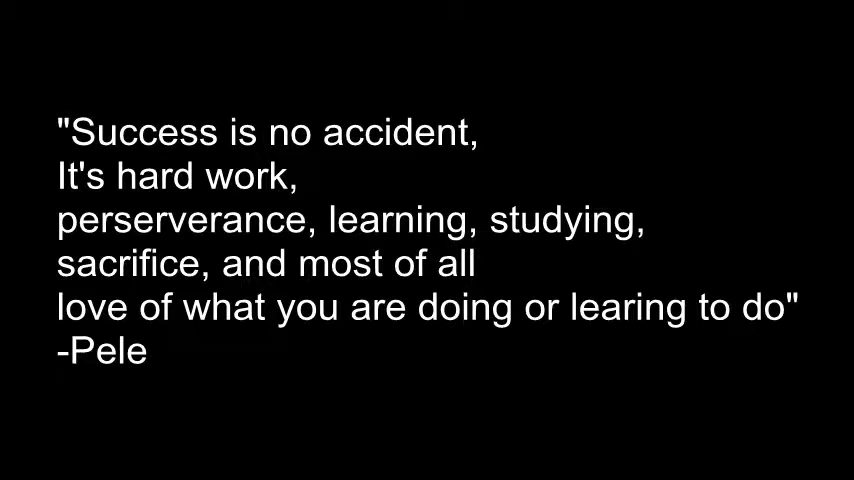 "Success is no accident,
It's hard work,
perserverance, learning, studying,
sacrifice, and most of all
love of what you are doing or learing to do"
-Pele